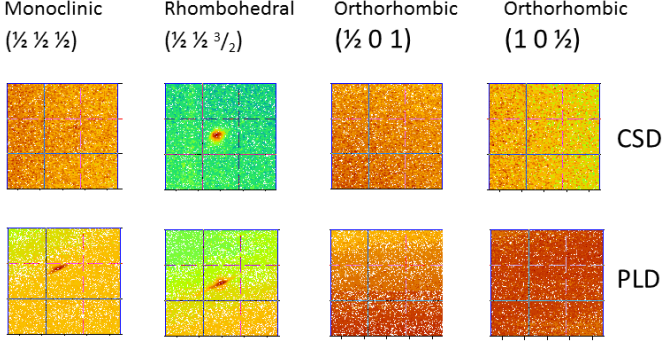 Monoclinic Rhombohedral Orthorhombic Orthorhombic
(½ ½ ½) (½ ½ ³/₂) (½ 0 1) (1 0 ½)
CSD
PLD